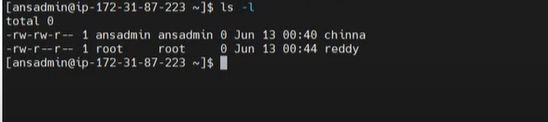 [ansadmin@ip-172-31-87-223 ~]$ ls -l
total 0
-rw-rw-r-- 1 ansadmin ansadmin 0 Jun 13 00:40 chinna
-rw-r--r-- 1 root     root     0 Jun 13 00:44 reddy
[ansadmin@ip-172-31-87-223 ~]$